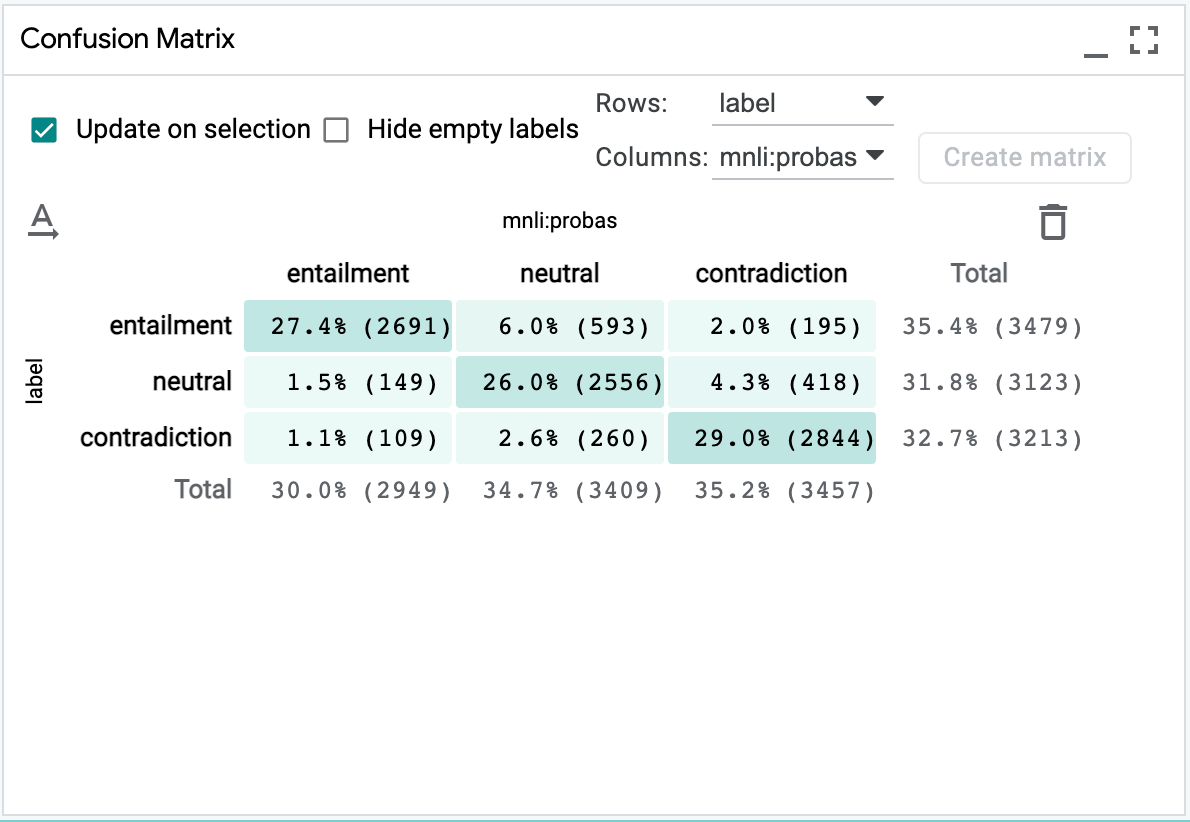 Confusion Matrix
Update on selection Hide empty labels
Rows: label
Columns: mnli:probas
Create matrix
A
mnli:probas
entailment neutral contradiction Total
label
entailment 27.4% (2691) 6.0% (593) 2.0% (195) 35.4% (3479)
neutral 1.5% (149) 26.0% (2556) 4.3% (418) 31.8% (3123)
contradiction 1.1% (109) 2.6% (260) 29.0% (2844) 32.7% (3213)
Total 30.0% (2949) 34.7% (3409) 35.2% (3457)